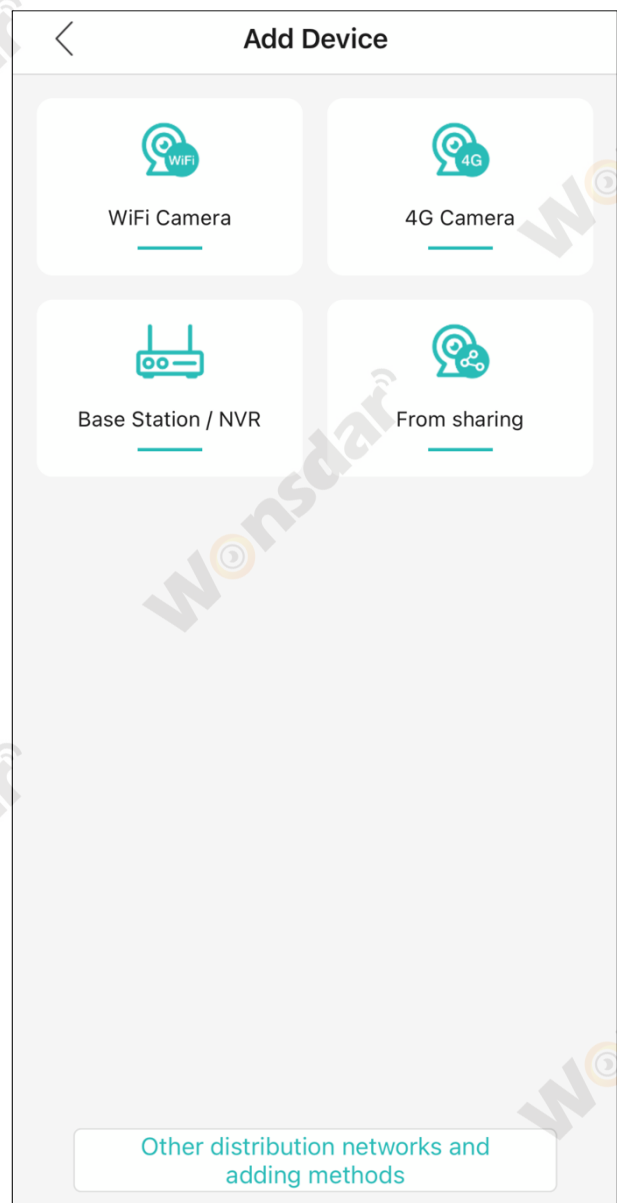 Add Device
WiFi
4G
WiFi Camera
4G Camera
Base Station / NVR
From sharing
Wonsdar
Other distribution networks and
adding methods